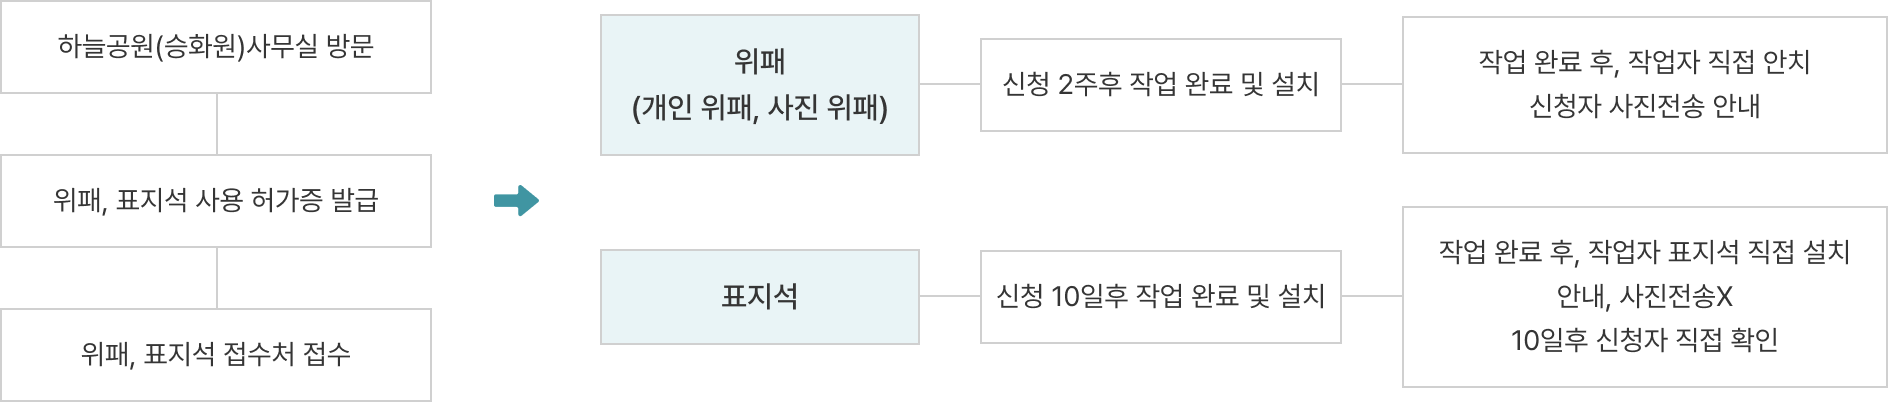 하늘공원(승화원)사무실 방문
위패, 표지석 사용 허가증 발급
위패, 표지석 접수처 접수
위패
(개인 위패, 사진 위패)
신청 2주후 작업 완료 및 설치
작업 완료 후, 작업자 직접 안치
신청자 사진전송 안내
표지석
신청 10일후 작업 완료 및 설치
작업 완료 후, 작업자 표지석 직접 설치
안내, 사진전송X
10일후 신청자 직접 확인